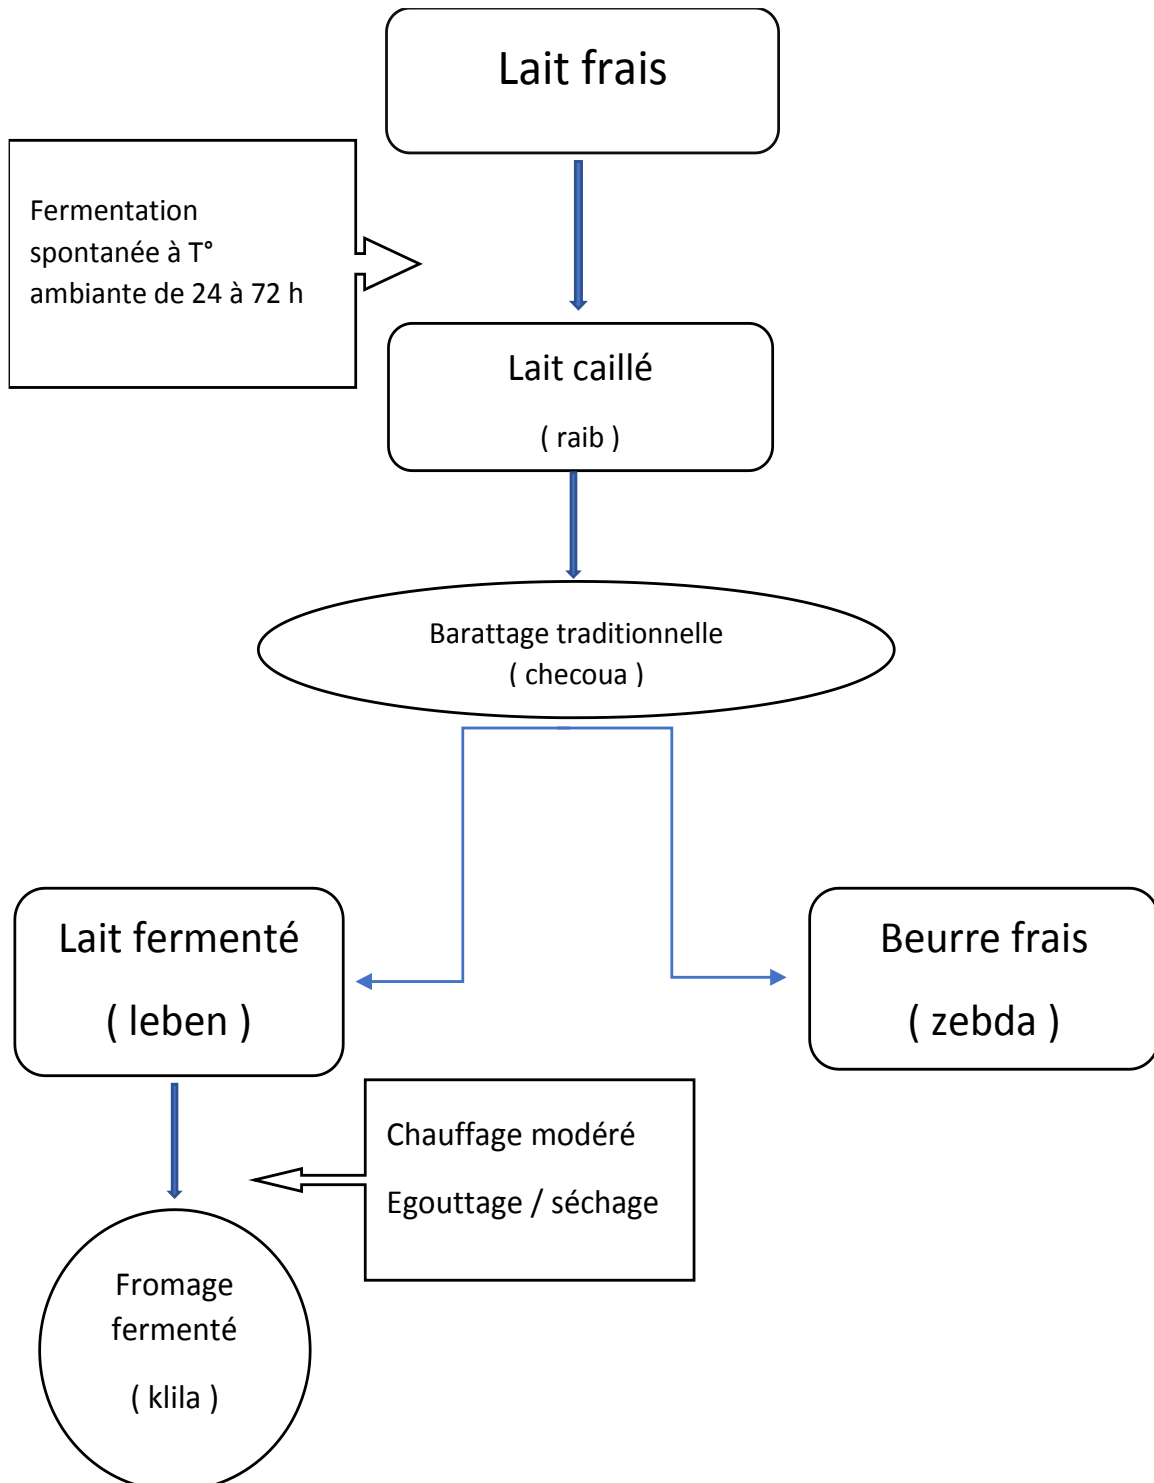 Lait frais
Fermentation
spontanée à T°
ambiante de 24 à 72 h
Lait caillé
( raib )
Barattage traditionnelle
( checoua )
Lait fermenté
( leben )
Beurre frais
( zebda )
Chauffage modéré
Egouttage / séchage
Fromage
fermenté
( klila )